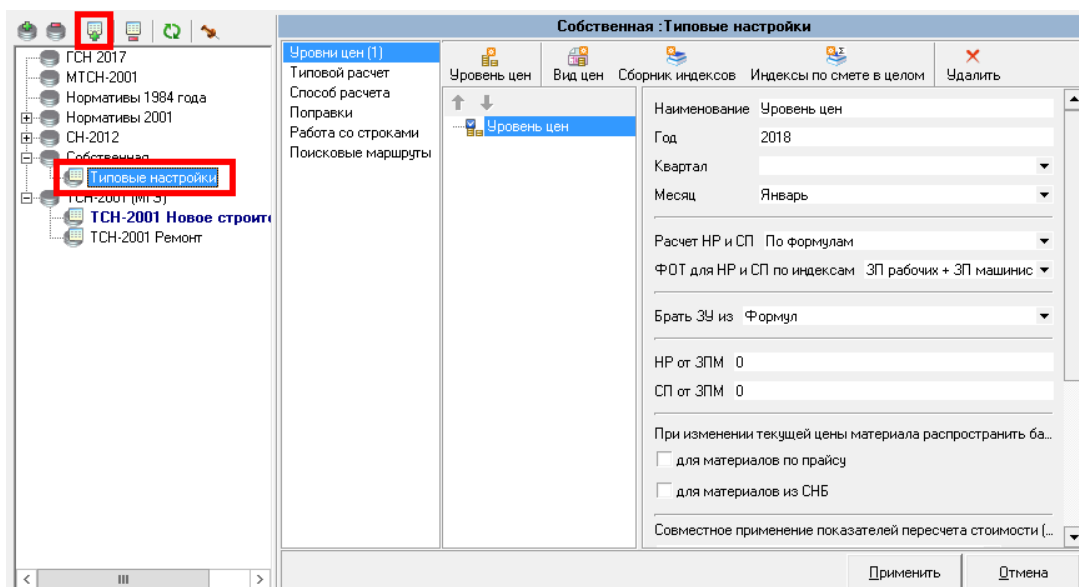 Собственная :Типовые настройки
ГСН 2017
МТСН-2001
Нормативы 1984 года
Нормативы 2001
СН-2012
Собственная
Типовые настройки
ТСН-2001 (МГЭ)
ТСН-2001 Новое строите
ТСН-2001 Ремонт
Уровни цен (1)
Типовой расчет
Способ расчета
Поправки
Работа со строками
Поисковые маршруты
Уровень цен
Вид цен
Сборник индексов
Индексы по смете в целом
Удалить
Уровень цен
Наименование Уровень цен
Год 2018
Квартал
Месяц Январь
Расчет НР и СП По формулам
ФОТ для НР и СП по индексам ЗП рабочих + ЗП машинис
Брать ЗУ из Формул
НР от ЗПМ 0
СП от ЗПМ 0
При изменении текущей цены материала распространить ба...
для материалов по прайсу
для материалов из СНБ
Совместное применение показателей пересчета стоимости (...
Применить
Отмена